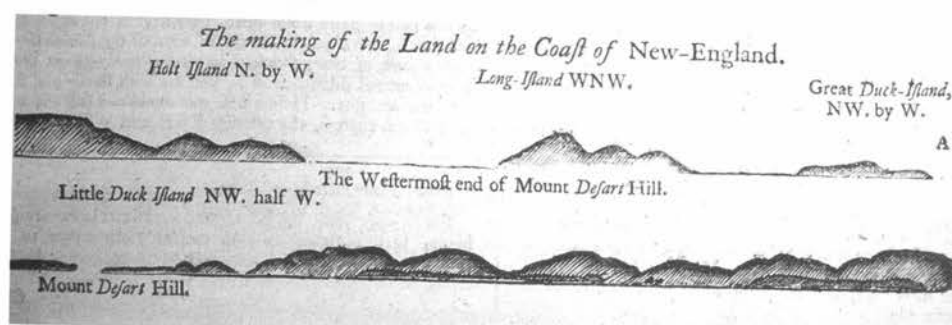 The making of the Land on the Coaſt of New-England.
Holt Iſland N. by W.
Long-Iſland WNW.
Great Duck-Iſland,
NW. by W.
A
The Weſtermoſt end of Mount Deſart Hill.
Little Duck Iſland NW. half W.
Mount Deſart Hill.